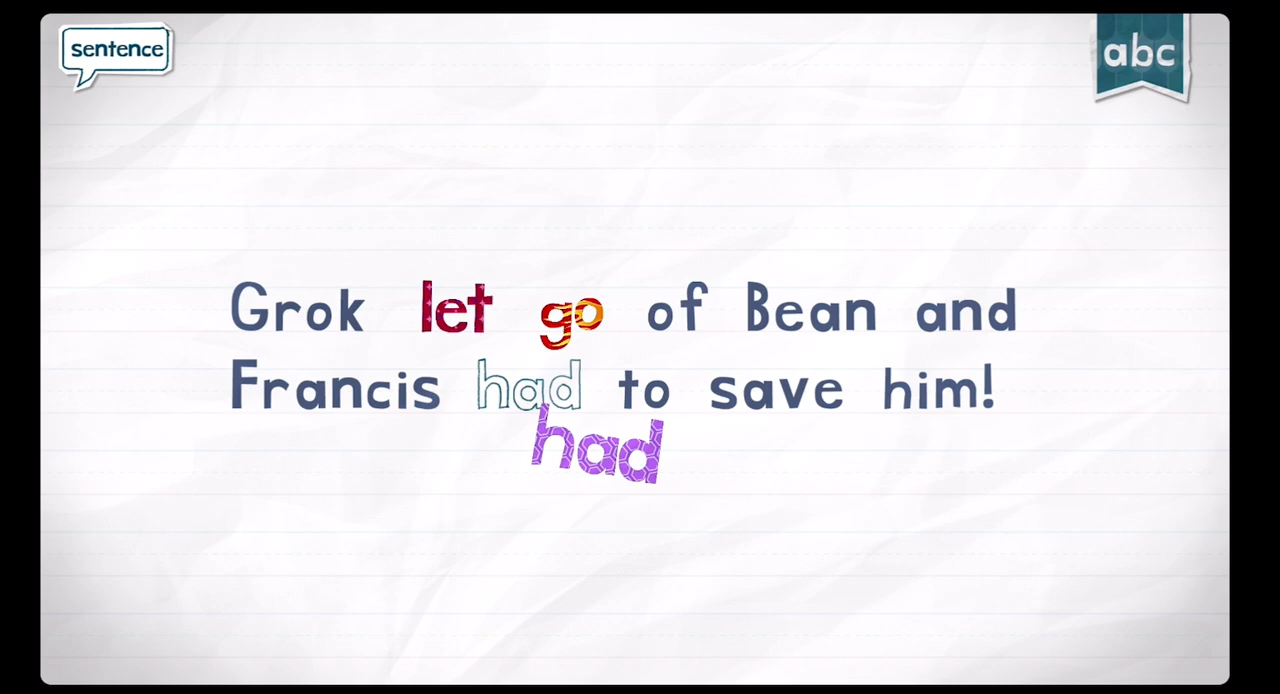 sentence
abc
Grok let go of Bean and
Francis had to save him!
had